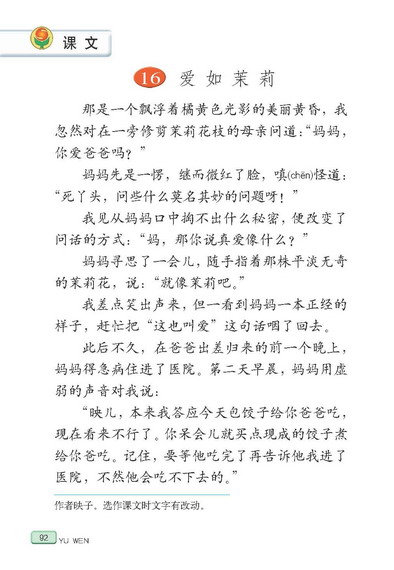 课文
16 爱如茉莉
那是一个飘浮着橘黄色光影的美丽黄昏，我
忽然对在一旁修剪茉莉花枝的母亲问道：“妈妈，
你爱爸爸吗？”
妈妈先是一愣，继而微红了脸，嗔(chēn)怪道：
“死丫头，问些什么莫名其妙的问题呀！”
我见从妈妈口中掏不出什么秘密，便改变了
问话的方式：“妈，那你说真爱像什么？”
妈妈寻思了一会儿，随手指着那株平淡无奇
的茉莉花，说：“就像茉莉吧。”
我差点笑出声来，但一看到妈妈一本正经的
样子，赶忙把“这也叫爱”这句话咽了回去。
此后不久，在爸爸出差归来的前一个晚上，
妈妈得急病住进了医院。第二天早晨，妈妈用虚
弱的声音对我说：
“映儿，本来我答应今天包饺子给你爸爸吃，
现在看来不行了。你呆会儿就买点现成的饺子煮
给你爸吃。记住，要等他吃完了再告诉他我进了
医院，不然他会吃不下去的。”
作者映子。选作课文时文字有改动。
92
YU WEN